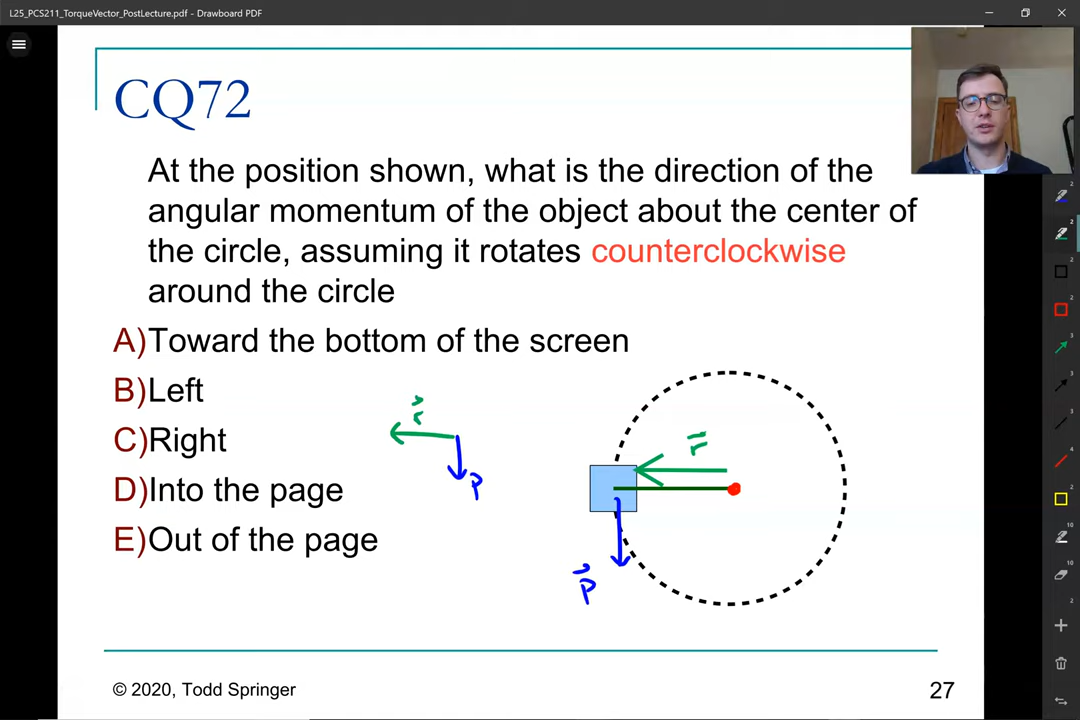 L25_PCS211_TorqueVector_PostLecture.pdf - Drawboard PDF
CQ72
At the position shown, what is the direction of the
angular momentum of the object about the center of
the circle, assuming it rotates counterclockwise
around the circle
A)Toward the bottom of the screen
B)Left
C)Right
D)Into the page
E)Out of the page
r
p
r
p
© 2020, Todd Springer
27